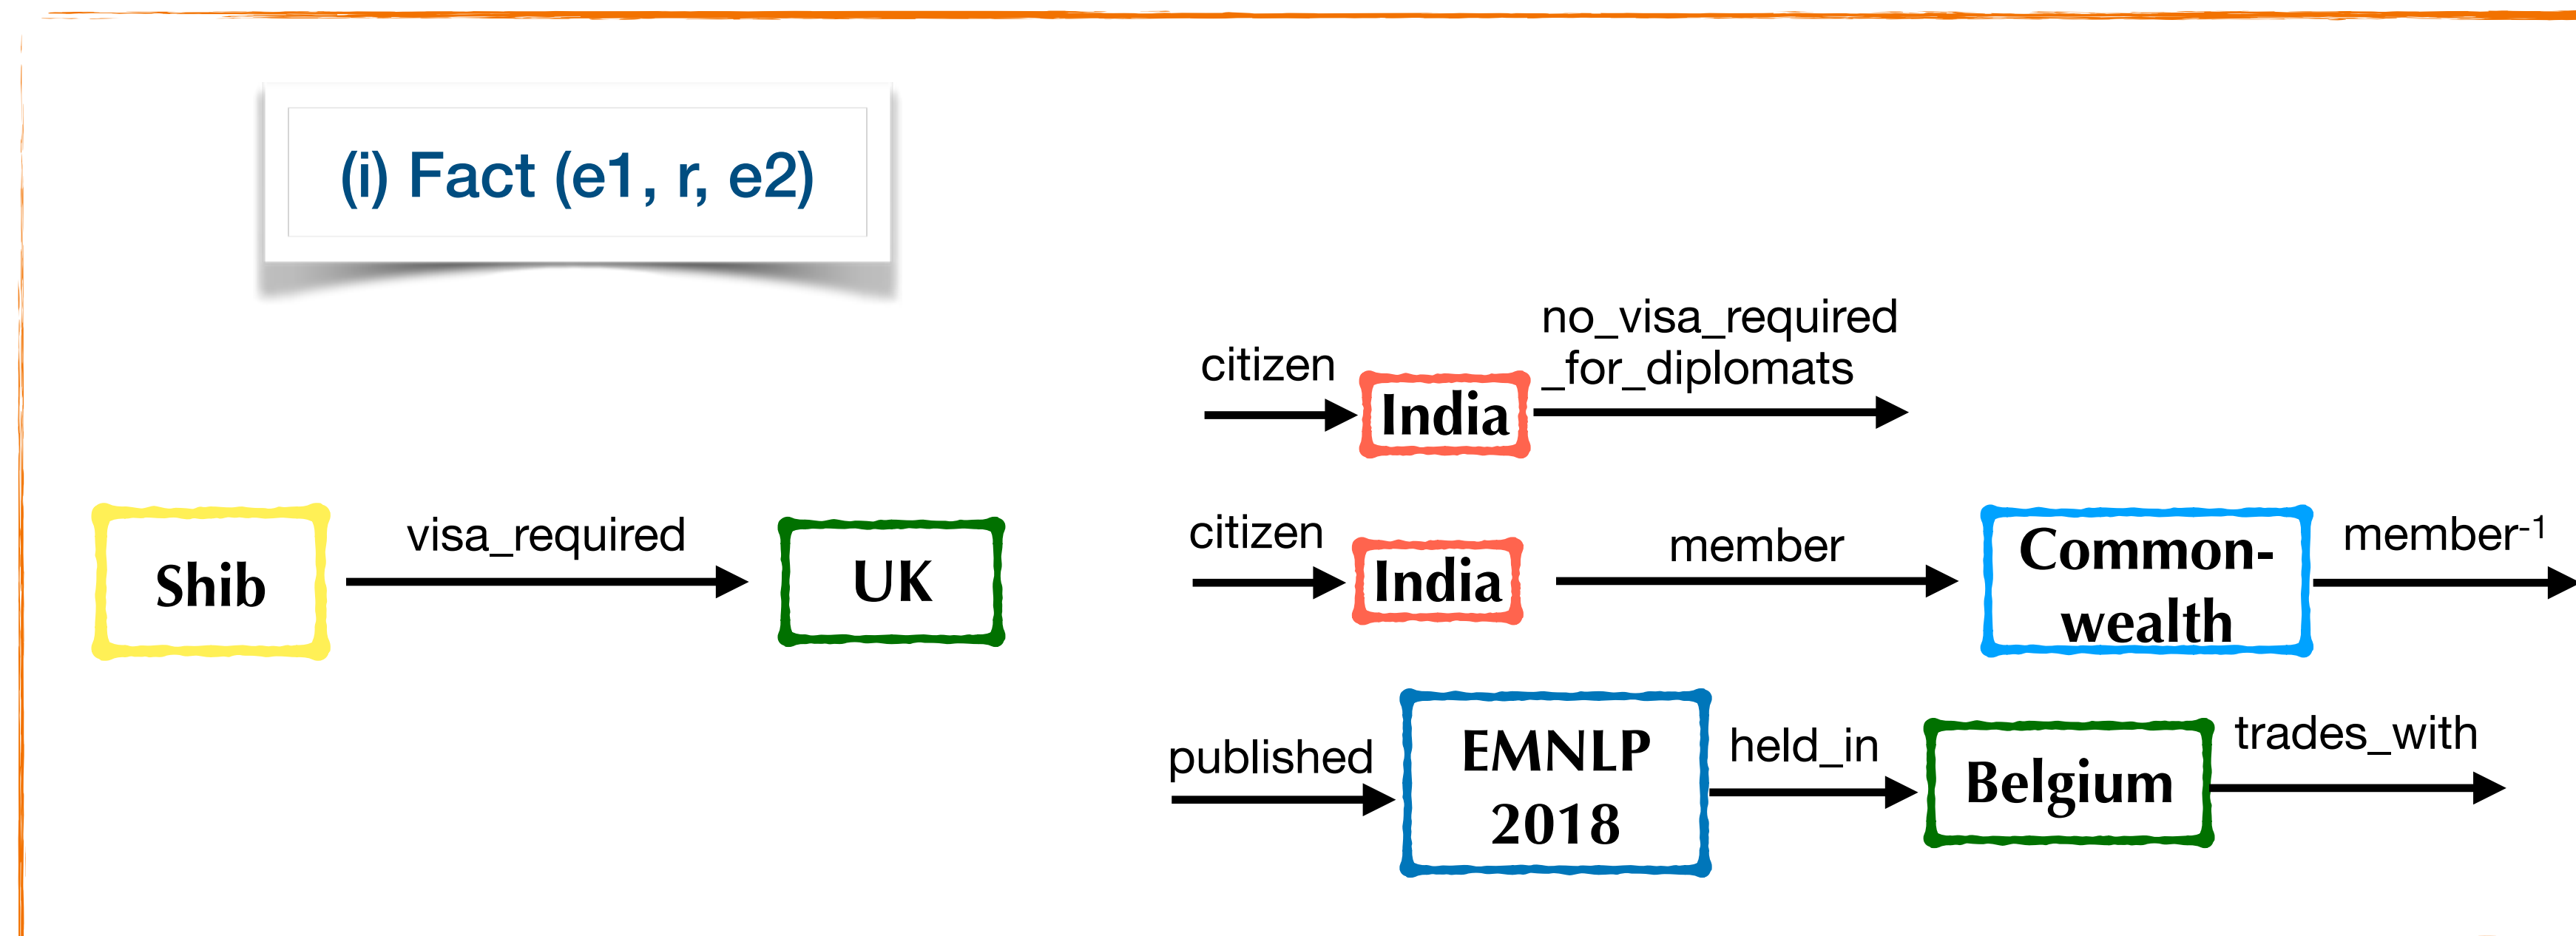 (i) Fact (e1, r, e2)
no_visa_required
_for_diplomats
citizen
India
Shib
visa_required
UK
citizen
India
member
Common-
wealth
member⁻¹
published
EMNLP
2018
held_in
Belgium
trades_with